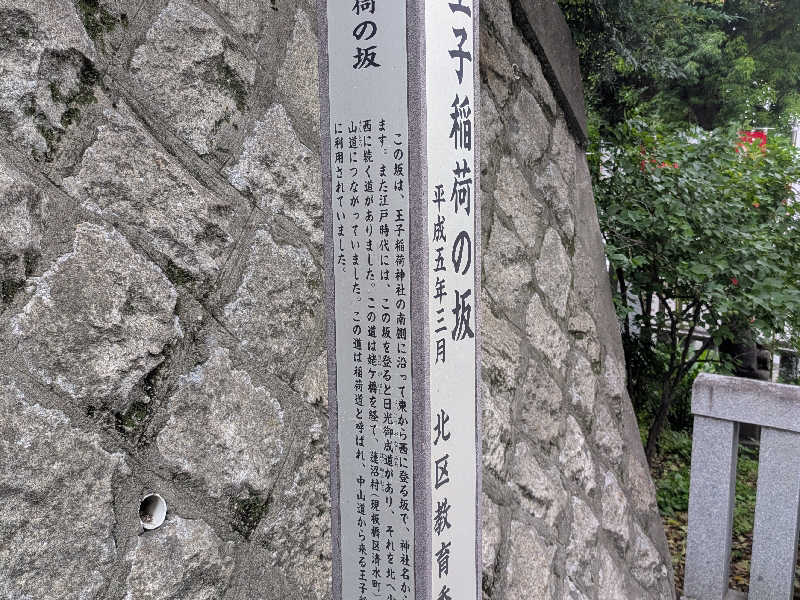 王子稲荷の坂
平成五年三月 北区教育
荷の坂
この坂は、王子稲荷神社の南側に沿って東から西に登る坂で、神社名か
ます。また江戸時代には、この坂を登ると日光御成道があり、それを北へ
西に続く道がありました。この道は姥ケ橋を経て、蓮沼村（現板橋区清水町）
山道につながっていました。この道は稲荷道と呼ばれ、中山道から来る王子
に利用されていました。